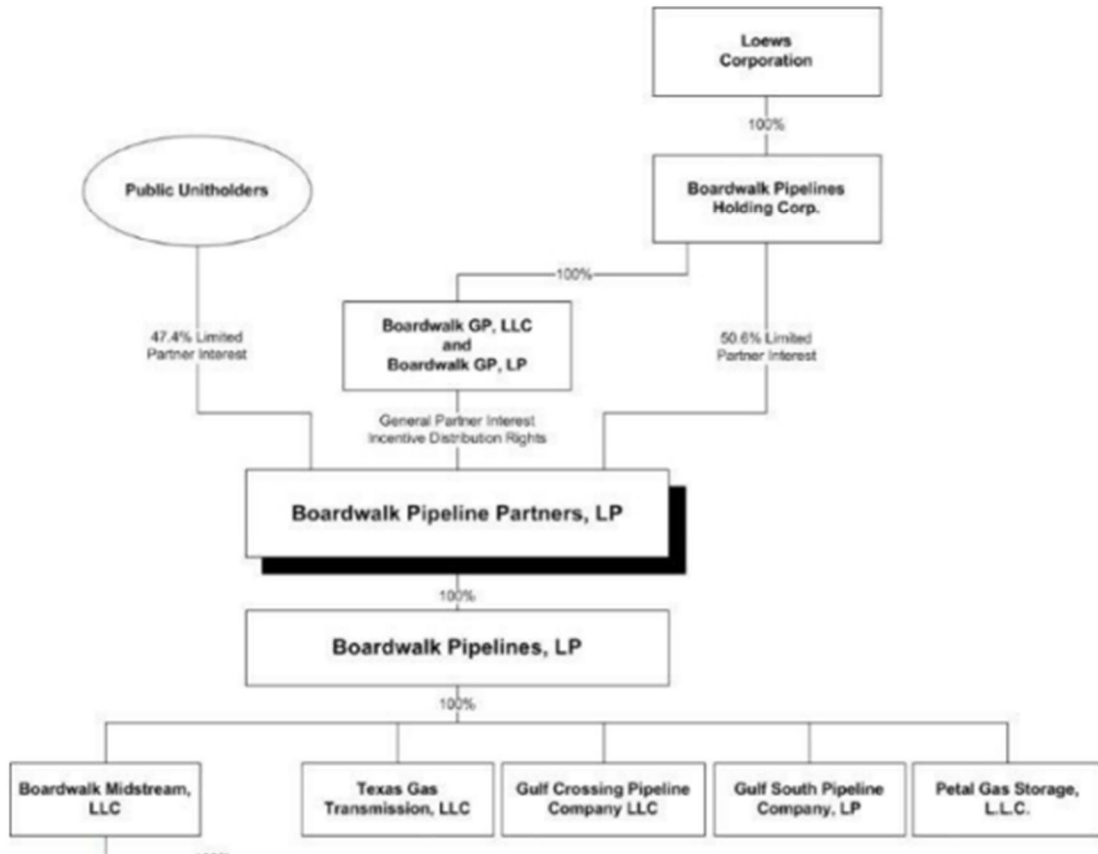 Loews
Corporation
100%
Public Unitholders
Boardwalk Pipelines
Holding Corp.
100%
47.4% Limited
Partner Interest
Boardwalk GP, LLC
and
Boardwalk GP, LP
50.6% Limited
Partner Interest
General Partner Interest
Incentive Distribution Rights
Boardwalk Pipeline Partners, LP
100%
Boardwalk Pipelines, LP
100%
Boardwalk Midstream,
LLC
Texas Gas
Transmission, LLC
Gulf Crossing Pipeline
Company LLC
Gulf South Pipeline
Company, LP
Petal Gas Storage,
L.L.C.